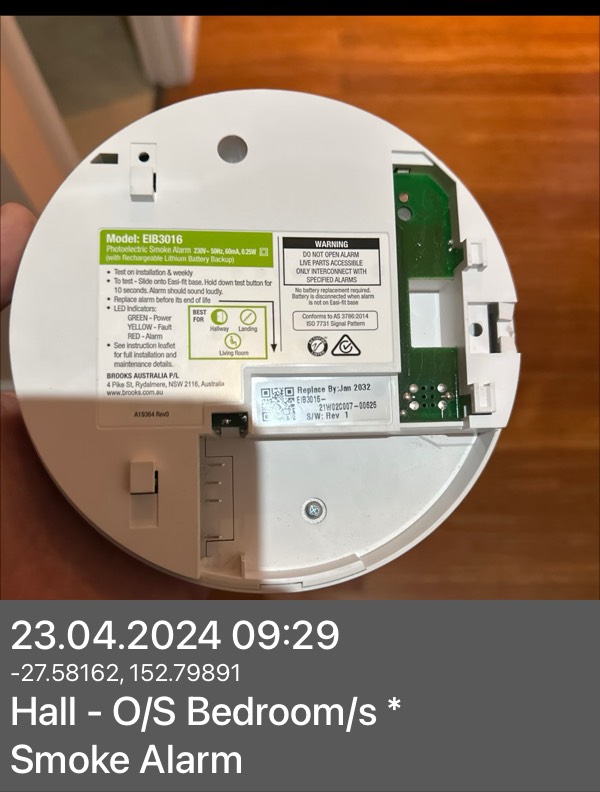 Model: EIB3016
Photoelectric Smoke Alarm 230V~ 50Hz, 60mA, 0.25W
(with Rechargeable Lithium Battery Backup)
• Test on installation & weekly
• To test - Slide onto Easi-fit base. Hold down test button for
10 seconds. Alarm should sound loudly.
• Replace alarm before its end of life
• LED Indicators:
GREEN - Power
YELLOW - Fault
RED - Alarm
• See instruction leaflet
for full installation and
maintenance details.
BEST
FOR
Hallway
Landing
Living Room
BROOKS AUSTRALIA P/L
4 Pike St, Rydalmere, NSW 2116, Australia
www.brooks.com.au
A19364 Rev0
WARNING
DO NOT OPEN ALARM
LIVE PARTS ACCESSIBLE
ONLY INTERCONNECT WITH
SPECIFIED ALARMS
No battery replacement required.
Battery is disconnected when alarm
is not on Easi-fit base
Conforms to AS 3786:2014
ISO 7731 Signal Pattern
Replace By:Jan 2032
EIB3016-
21W02C007-00626
S/W: Rev 1
23.04.2024 09:29
-27.58162, 152.79891
Hall - O/S Bedroom/s *
Smoke Alarm